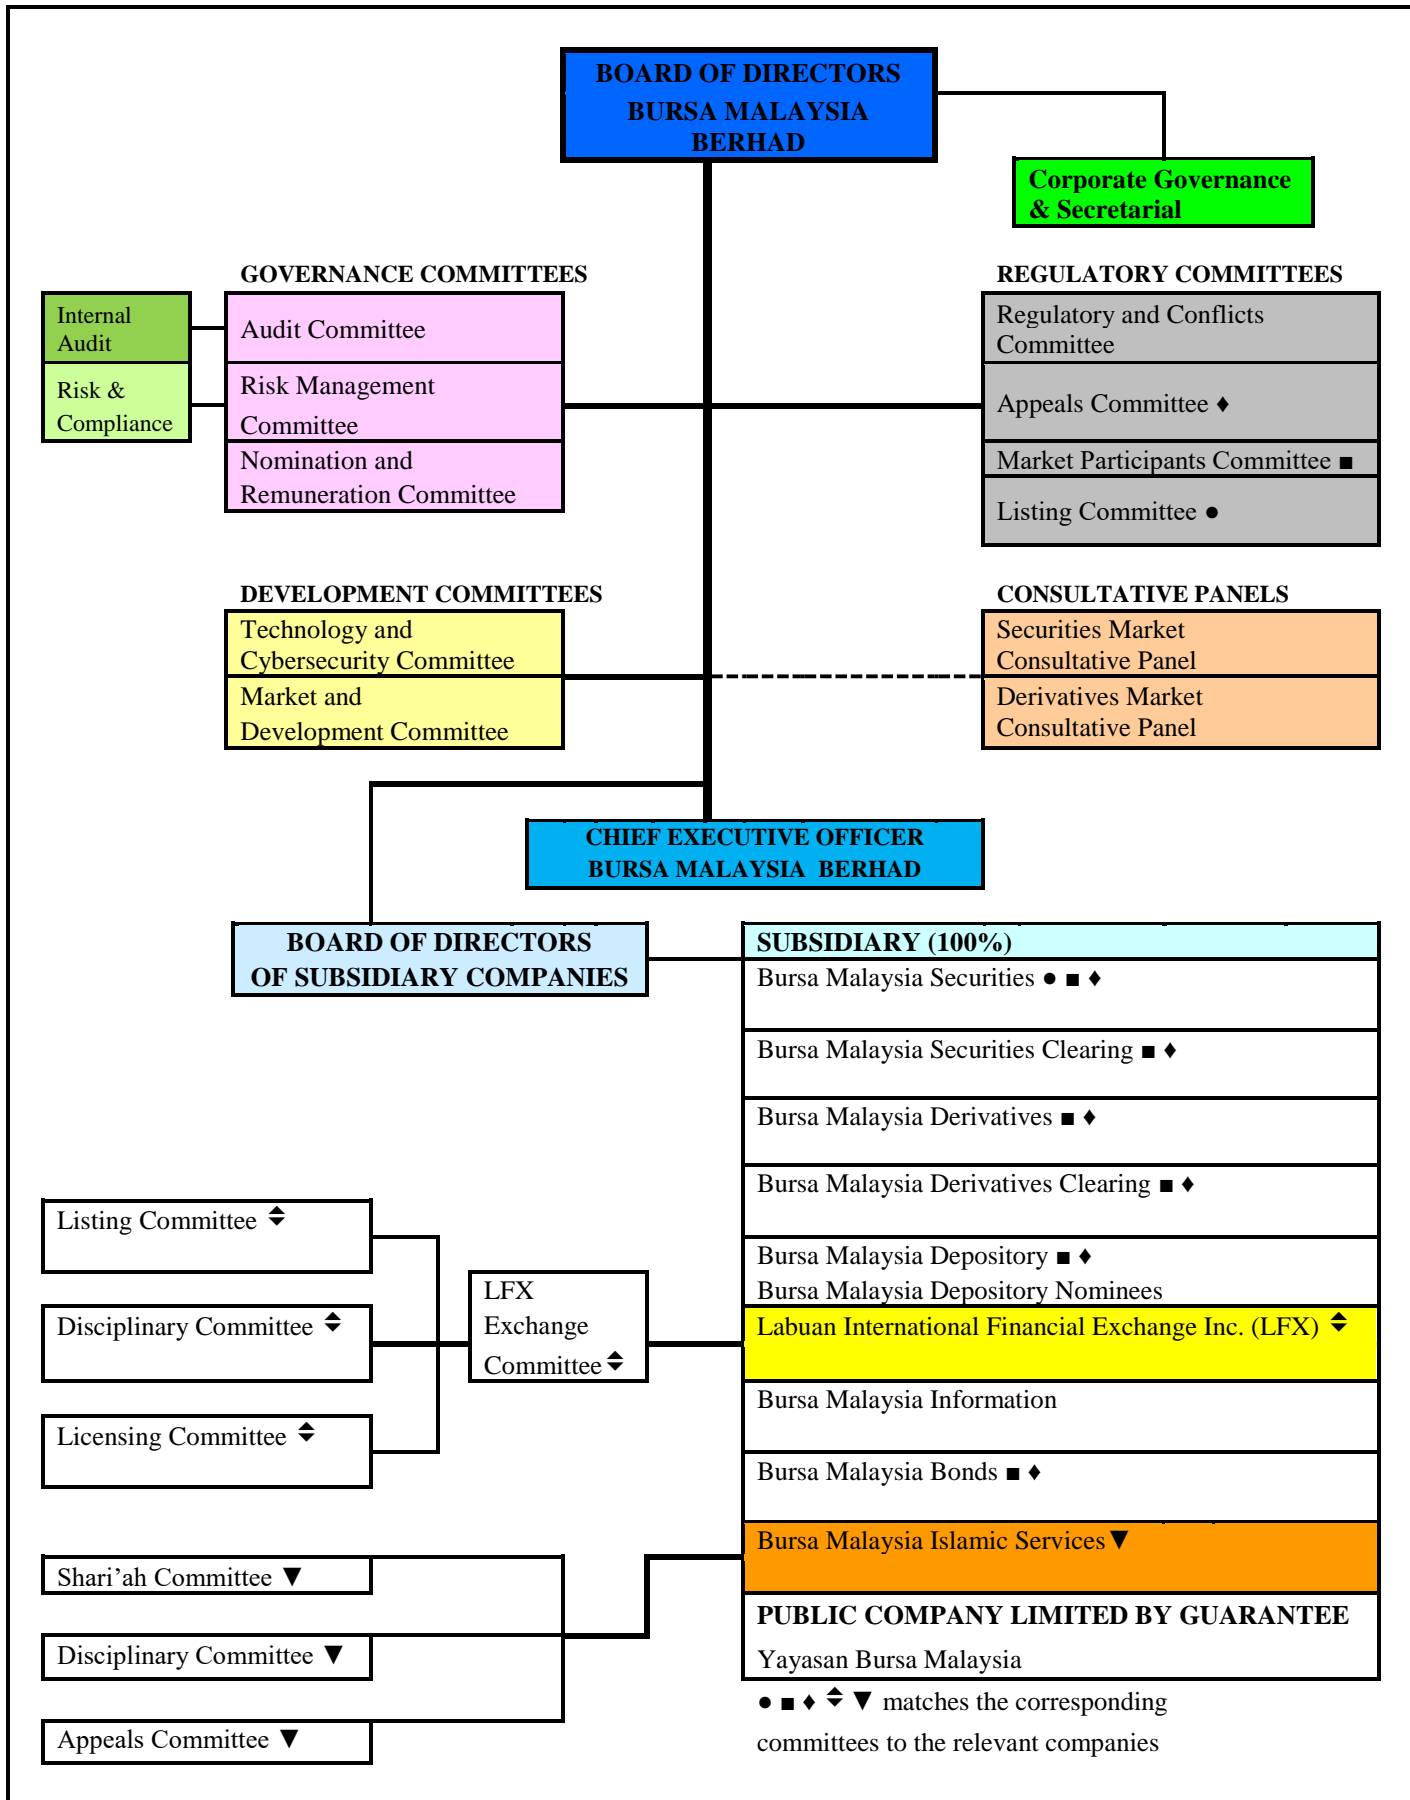 BOARD OF DIRECTORS
BURSA MALAYSIA
BERHAD
Corporate Governance
& Secretarial
GOVERNANCE COMMITTEES
Internal
Audit
Audit Committee
Risk &
Compliance
Risk Management
Committee
Nomination and
Remuneration Committee
REGULATORY COMMITTEES
Regulatory and Conflicts
Committee
Appeals Committee ♦
Market Participants Committee ■
Listing Committee ●
DEVELOPMENT COMMITTEES
Technology and
Cybersecurity Committee
Market and
Development Committee
CONSULTATIVE PANELS
Securities Market
Consultative Panel
Derivatives Market
Consultative Panel
CHIEF EXECUTIVE OFFICER
BURSA MALAYSIA BERHAD
BOARD OF DIRECTORS
OF SUBSIDIARY COMPANIES
SUBSIDIARY (100%)
Bursa Malaysia Securities ● ■ ♦
Bursa Malaysia Securities Clearing ■ ♦
Bursa Malaysia Derivatives ■ ♦
Bursa Malaysia Derivatives Clearing ■ ♦
Bursa Malaysia Depository ■ ♦
Bursa Malaysia Depository Nominees
Labuan International Financial Exchange Inc. (LFX) ⬘
Bursa Malaysia Information
Bursa Malaysia Bonds ■ ♦
Bursa Malaysia Islamic Services▼
PUBLIC COMPANY LIMITED BY GUARANTEE
Yayasan Bursa Malaysia
● ■ ♦ ⬘ ▼ matches the corresponding
committees to the relevant companies
Listing Committee ⬘
Disciplinary Committee ⬘
Licensing Committee ⬘
LFX
Exchange
Committee⬘
Shari’ah Committee ▼
Disciplinary Committee ▼
Appeals Committee ▼